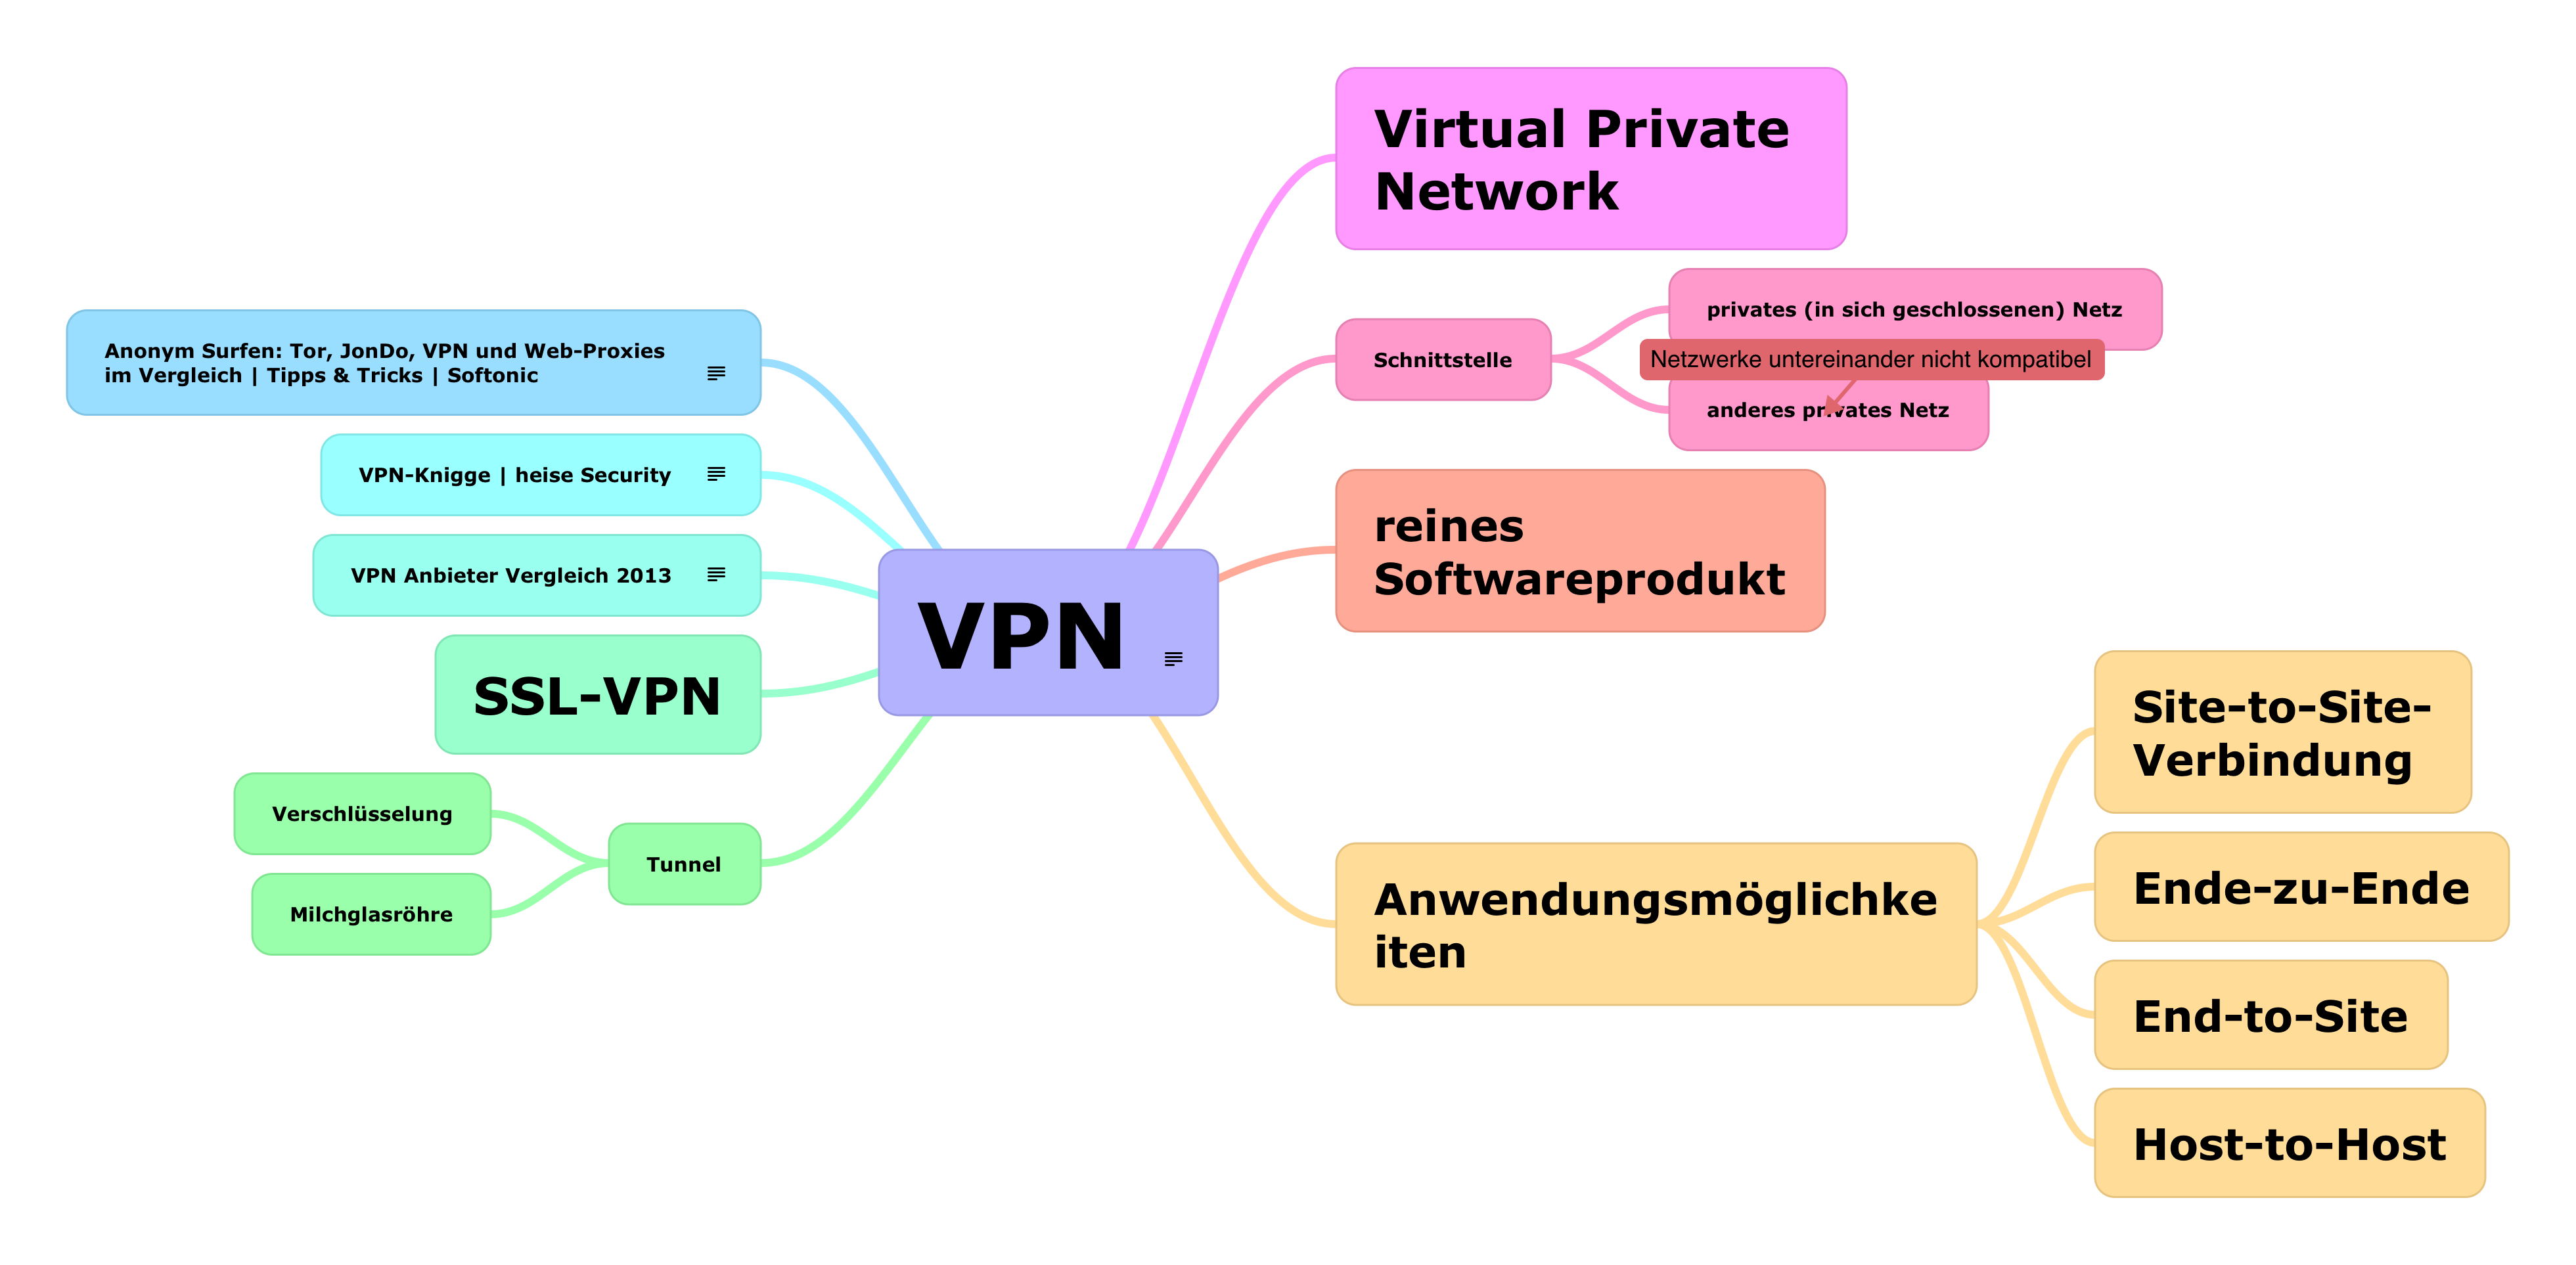 Virtual Private
Network
Schnittstelle
privates (in sich geschlossenen) Netz
Netzwerke untereinander nicht kompatibel
anderes privates Netz
reines
Softwareprodukt
Anonym Surfen: Tor, JonDo, VPN und Web-Proxies
im Vergleich | Tipps & Tricks | Softonic
VPN-Knigge | heise Security
VPN Anbieter Vergleich 2013
SSL-VPN
VPN
Verschlüsselung
Milchglasröhre
Tunnel
Anwendungsmöglichke
iten
Site-to-Site-
Verbindung
Ende-zu-Ende
End-to-Site
Host-to-Host